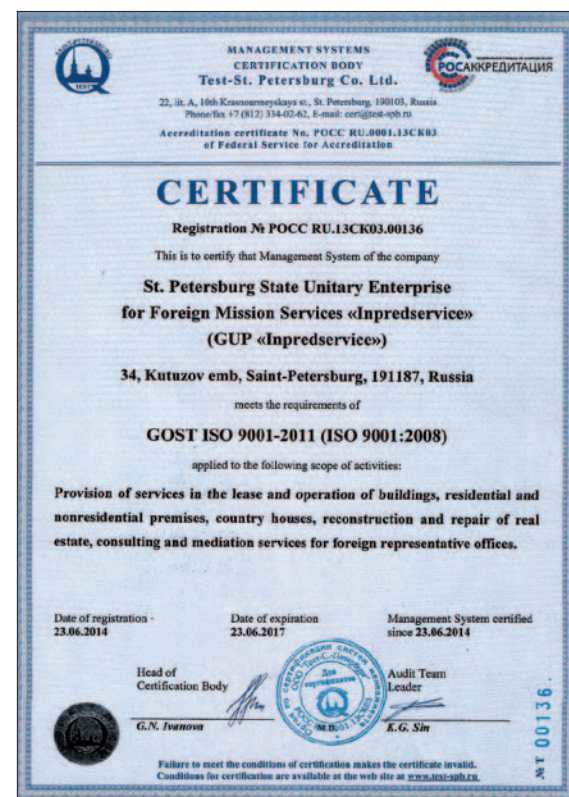 SAINT-PETERSBURG
TEST
MANAGEMENT SYSTEMS
CERTIFICATION BODY
Test-St. Petersburg Co. Ltd.
РОСАККРЕДИТАЦИЯ
22, lit. A, 10th Krasnoarmeyskaya st., St. Petersburg, 190103, Russia
Phone/fax +7 (812) 334-02-62, E-mail: cert@test-spb.ru
Accreditation certificate No. РОСС RU.0001.13СК03
of Federal Service for Accreditation
CERTIFICATE
Registration № РОСС RU.13СК03.00136
This is to certify that Management System of the company
St. Petersburg State Unitary Enterprise
for Foreign Mission Services «Inpredservice»
(GUP «Inpredservice»)
34, Kutuzov emb, Saint-Petersburg, 191187, Russia
meets the requirements of
GOST ISO 9001-2011 (ISO 9001:2008)
applied to the following scope of activities:
Provision of services in the lease and operation of buildings, residential and
nonresidential premises, country houses, reconstruction and repair of real
estate, consulting and mediation services for foreign representative offices.
Date of registration -
23.06.2014
Date of expiration
23.06.2017
Management System certified
since 23.06.2014
Head of
Certification Body
G.N. Ivanova
Для
сертификатов
М.П.
Audit Team
Leader
K.G. Sin
№Т 00136.
Failure to meet the conditions of certification makes the certificate invalid.
Conditions for certification are available at the web site at www.test-spb.ru.